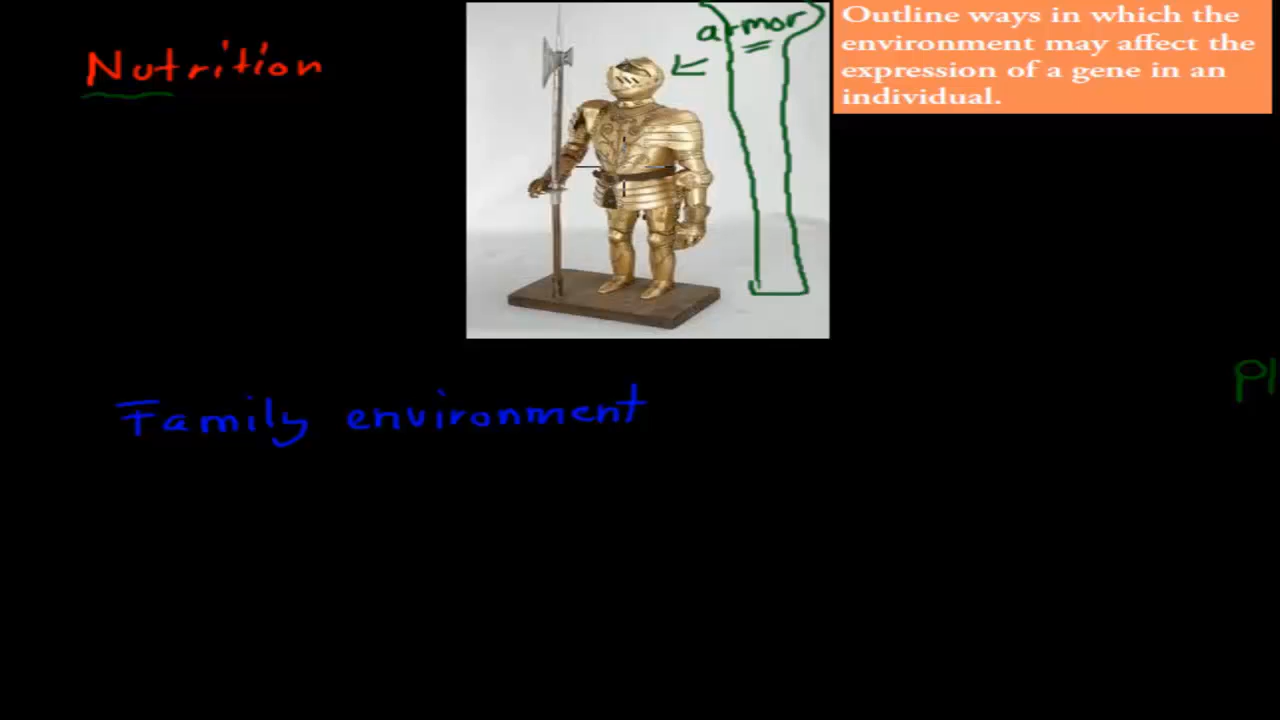 Nutrition
armor
Outline ways in which the
environment may affect the
expression of a gene in an
individual.
Family environment